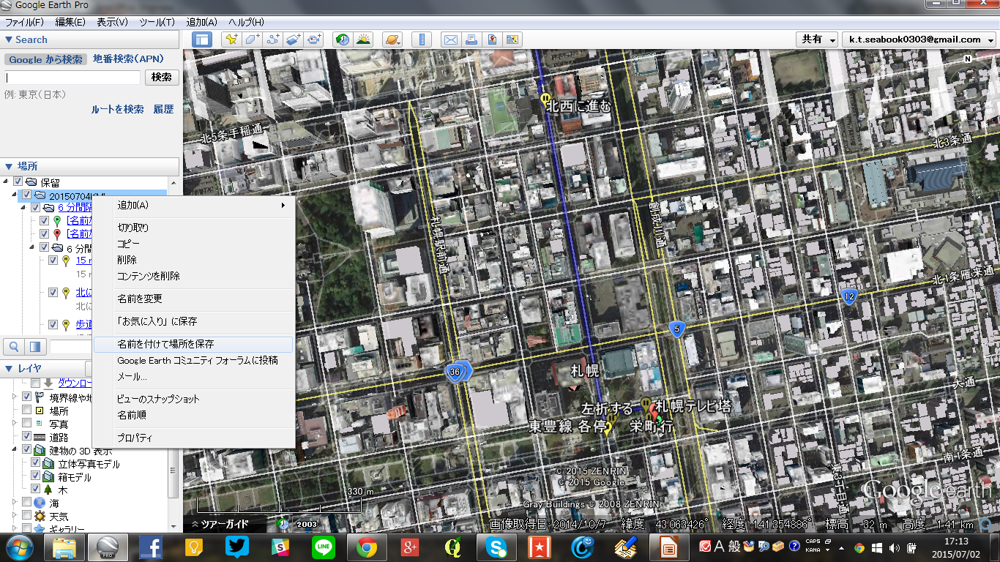 Google Earth Pro
ファイル(F) 編集(E) 表示(V) ツール(T) 追加(A) ヘルプ(H)
▼ Search
Google から検索 地番検索(APN)
検索
例: 東京(日本)
ルートを検索 履歴
▼ 場所
保留
20150704KML
6 分間
[名前
[名前
6 分間
15
15
北に
北に
歩道
▼ レイヤ
ダウンロー
境界線や地
場所
写真
道路
建物の 3D 表示
立体写真モデル
箱モデル
木
海
天気
ギャラリー
追加(A)
切り取り
コピー
削除
コンテンツを削除
名前を変更
「お気に入り」に保存
名前を付けて場所を保存
Google Earth コミュニティ フォーラムに投稿
メール...
ビューのスナップショット
名前順
プロパティ
共有
k.t.seabook0303@gmail.com
N
北西に進む
北5条手稲通
北3条通
札幌駅前通
創成川通
北1条雁来通
12
5
36
札幌
大通
左折する
札幌テレビ塔
東豊線 各停
栄町行
南1条通
東3丁目通
© 2015 ZENRIN
© 2015 Google
Gray Buildings © 2008 ZENRIN
Google earth
330 m
ツアーガイド
2003
画像取得日: 2014/10/7 緯度 43.063426° 経度 141.354886° 標高 32 m 高度 1.41 km
PRO
LINE
A 般
CAPS
KANA
17:13
2015/07/02